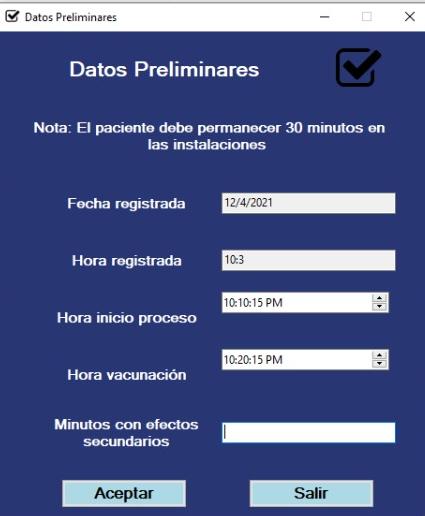 Datos Preliminares
Datos Preliminares
Nota: El paciente debe permanecer 30 minutos en
las instalaciones
Fecha registrada
12/4/2021
Hora registrada
10:3
Hora inicio proceso
10:10:15 PM
Hora vacunación
10:20:15 PM
Minutos con efectos
secundarios
Aceptar
Salir